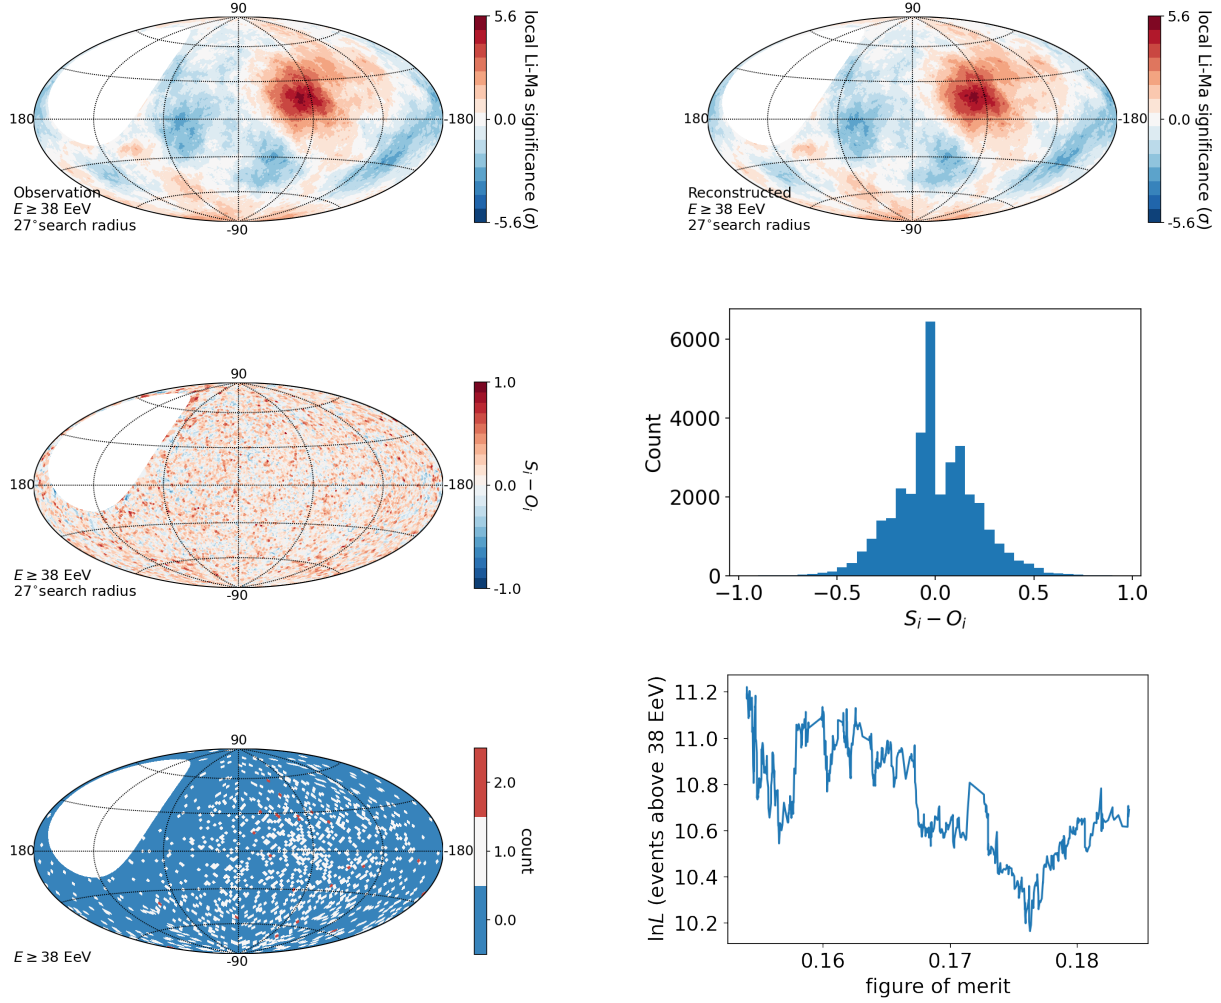 90
180
-180
-90
Observation
E ≥ 38 EeV
27°search radius
5.6
0.0
-5.6
local Li-Ma significance (σ)
90
180
-180
-90
Reconstructed
E ≥ 38 EeV
27°search radius
5.6
0.0
-5.6
local Li-Ma significance (σ)
90
180
-180
-90
E ≥ 38 EeV
27°search radius
1.0
0.5
0.0
-0.5
-1.0
S_i − O_i
6000
4000
2000
0
Count
−1.0 −0.5 0.0 0.5 1.0
S_i − O_i
90
180
-180
-90
E ≥ 38 EeV
2.0
1.0
0.0
count
11.2
11.0
10.8
10.6
10.4
10.2
lnL (events above 38 EeV)
0.16 0.17 0.18
figure of merit